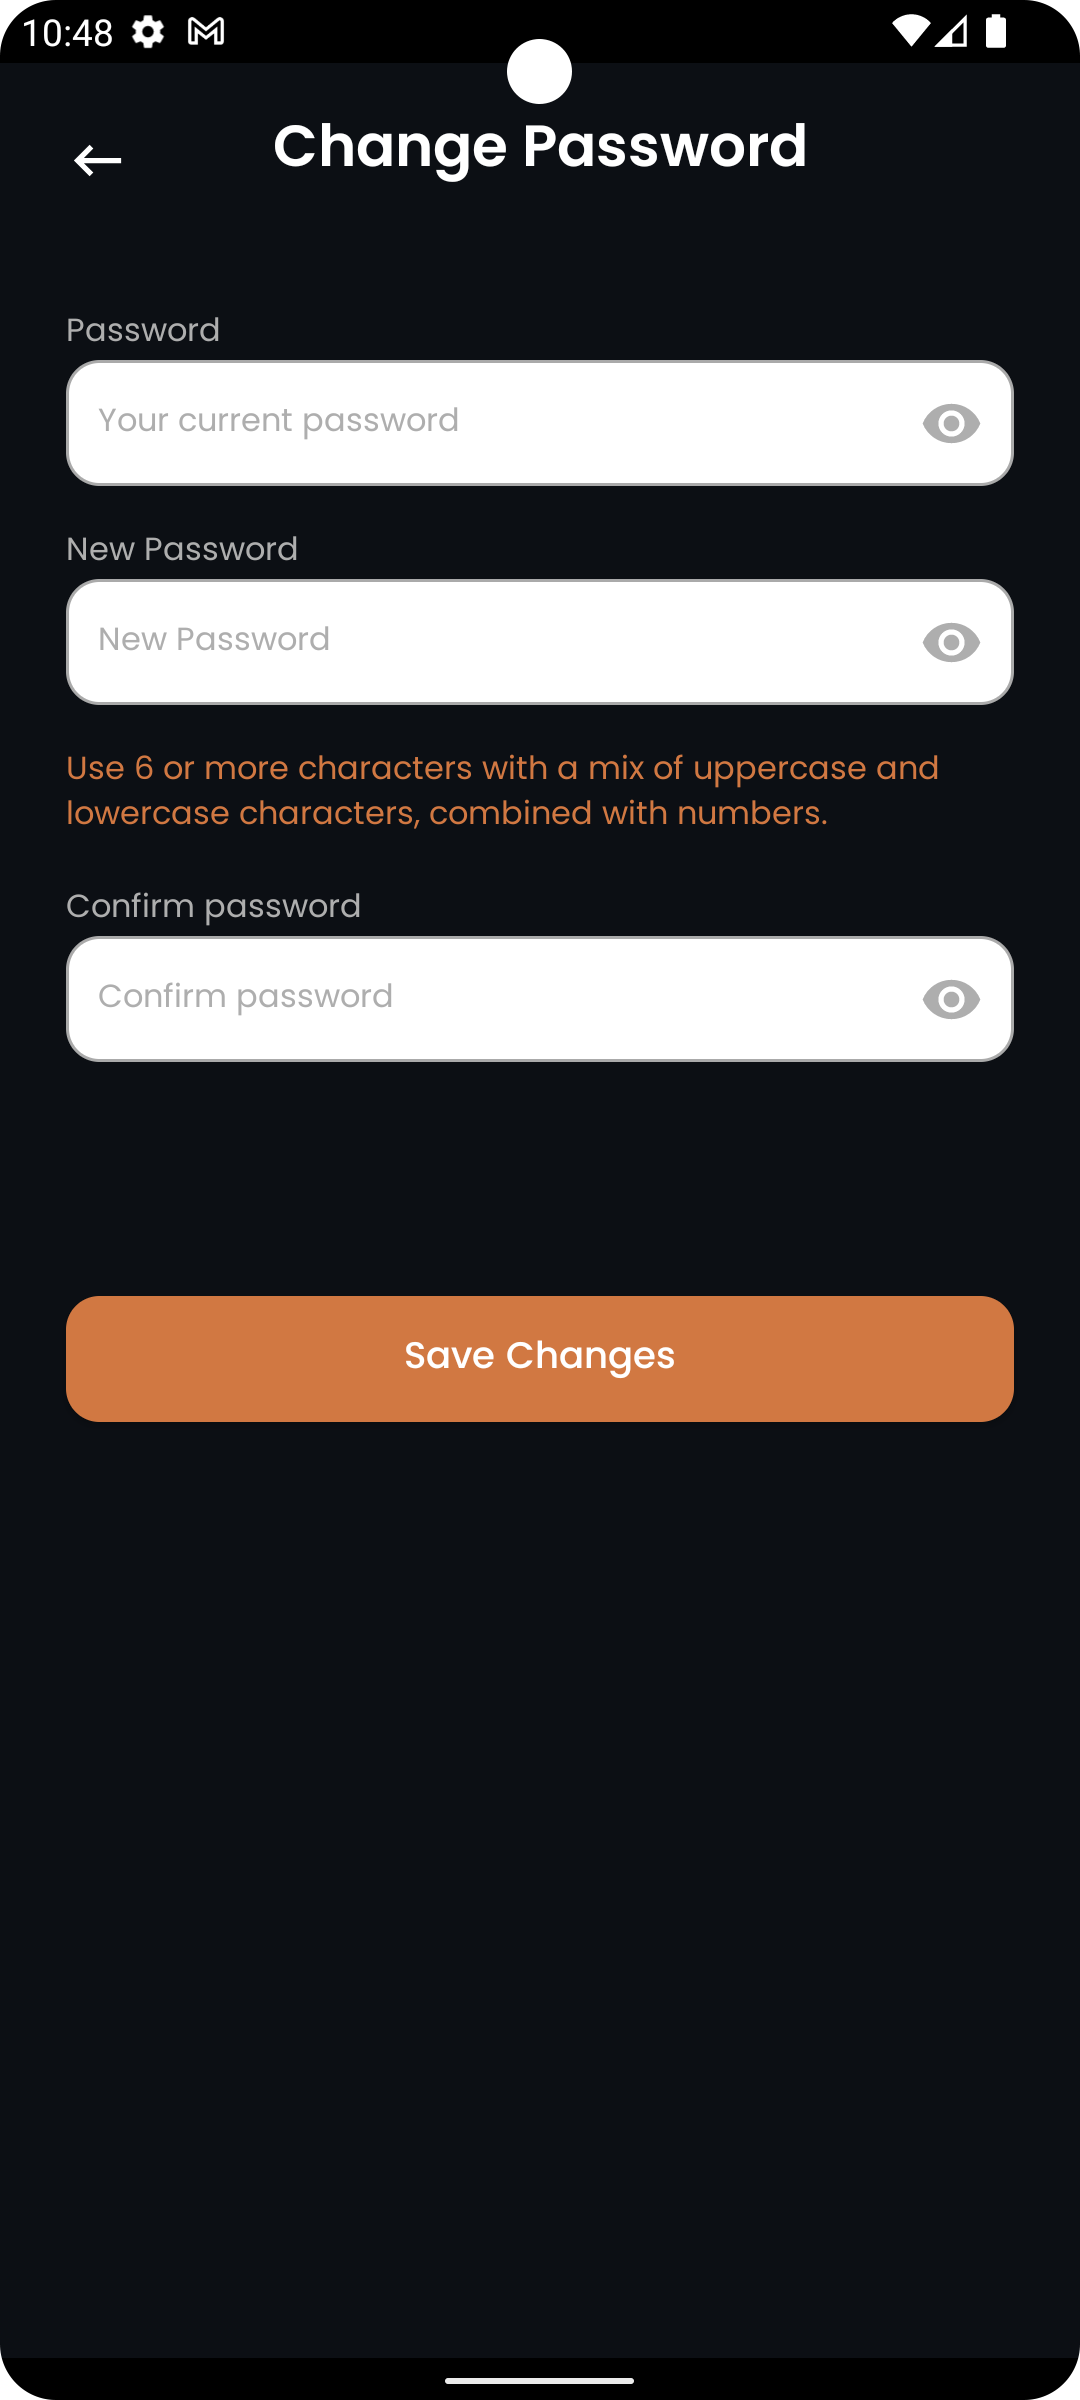 10:48
Change Password
Password
Your current password
New Password
New Password
Use 6 or more characters with a mix of uppercase and
lowercase characters, combined with numbers.
Confirm password
Confirm password
Save Changes